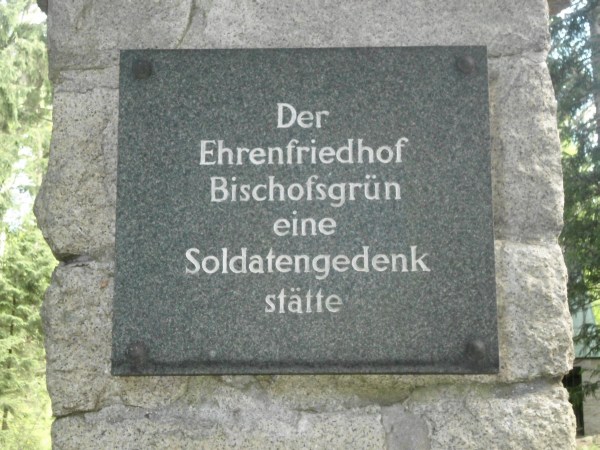 Der
Ehrenfriedhof
Bischofsgrün
eine
Soldatengedenk
stätte